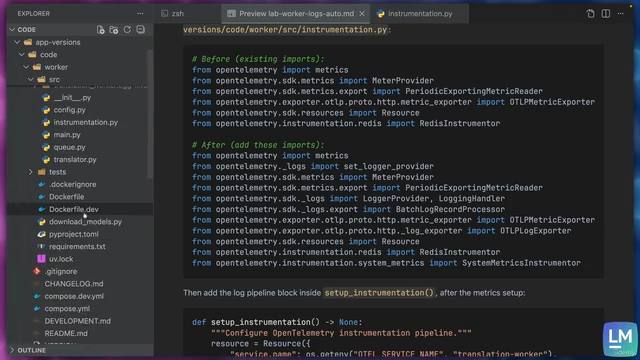 EXPLORER
zsh
Preview lab-worker-logs-auto.md
instrumentation.py
CODE
app-versions
code
worker
src
__init__.py
config.py
instrumentation.py
main.py
queue.py
translator.py
tests
.dockerignore
Dockerfile
Dockerfile.dev
download_models.py
pyproject.toml
requirements.txt
uv.lock
.gitignore
CHANGELOG.md
compose.dev.yml
compose.yml
DEVELOPMENT.md
README.md
VERSION
OUTLINE
versions/code/worker/src/instrumentation.py:
# Before (existing imports):
from opentelemetry import metrics
from opentelemetry.sdk.metrics import MeterProvider
from opentelemetry.sdk.metrics.export import PeriodicExportingMetricReader
from opentelemetry.exporter.otlp.proto.http.metric_exporter import OTLPMetricExporter
from opentelemetry.sdk.resources import Resource
from opentelemetry.instrumentation.redis import RedisInstrumentor
# After (add these imports):
from opentelemetry import metrics
from opentelemetry._logs import set_logger_provider
from opentelemetry.sdk.metrics import MeterProvider
from opentelemetry.sdk.metrics.export import PeriodicExportingMetricReader
from opentelemetry.sdk._logs import LoggerProvider, LoggingHandler
from opentelemetry.sdk._logs.export import BatchLogRecordProcessor
from opentelemetry.exporter.otlp.proto.http.metric_exporter import OTLPMetricExporter
from opentelemetry.exporter.otlp.proto.http._log_exporter import OTLPLogExporter
from opentelemetry.sdk.resources import Resource
from opentelemetry.instrumentation.redis import RedisInstrumentor
from opentelemetry.instrumentation.system_metrics import SystemMetricsInstrumentor
Then add the log pipeline block inside setup_instrumentation(), after the metrics setup:
def setup_instrumentation() -> None:
"""Configure OpenTelemetry instrumentation pipeline."""
resource = Resource({
"service.name": os.getenv("OTEL_SERVICE_NAME", "translation-worker"),
LM